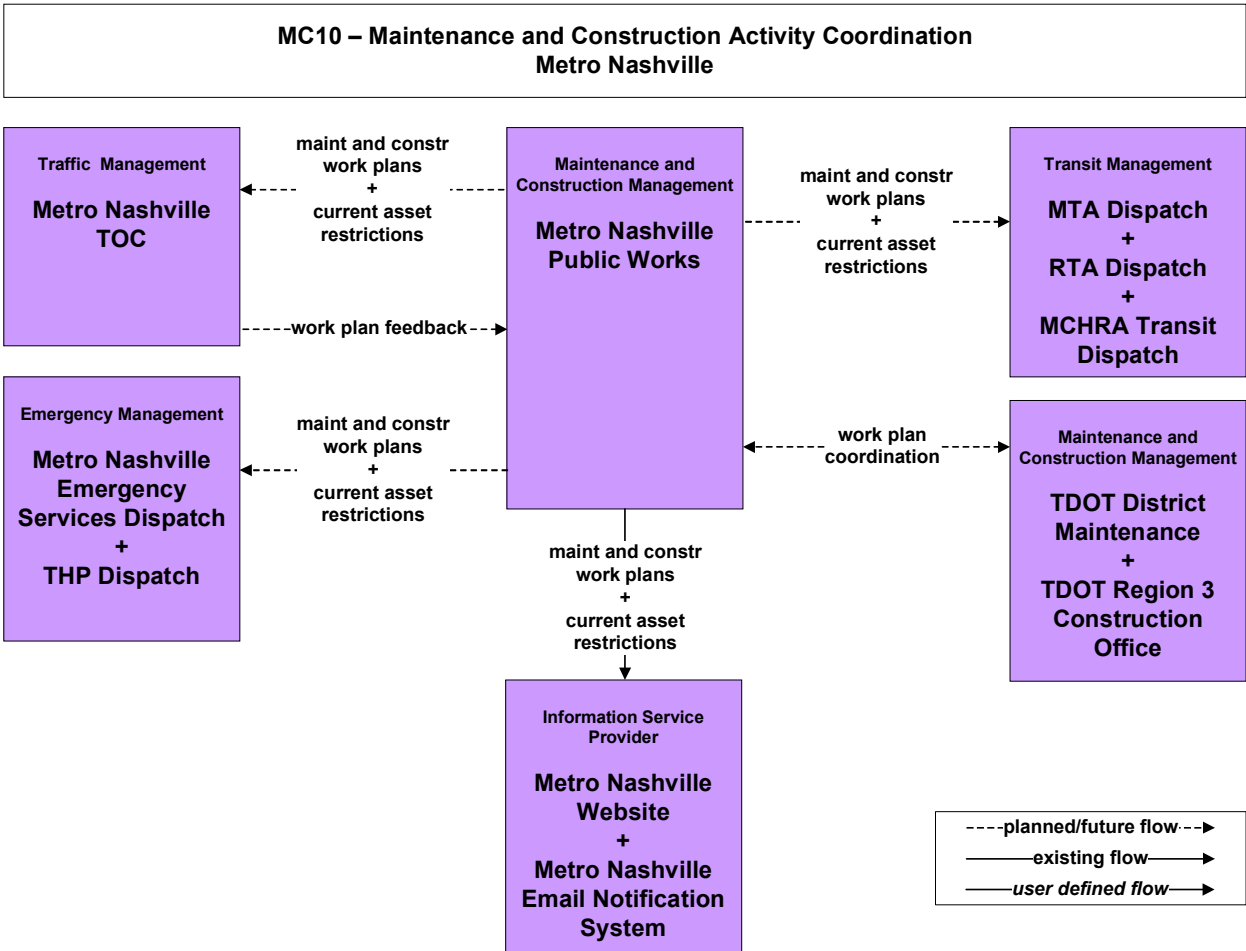 MC10 – Maintenance and Construction Activity Coordination
Metro Nashville
Traffic Management
Metro Nashville
TOC
maint and constr
work plans
+
current asset
restrictions
work plan feedback
Maintenance and
Construction Management
Metro Nashville
Public Works
maint and constr
work plans
+
current asset
restrictions
Transit Management
MTA Dispatch
+
RTA Dispatch
+
MCHRA Transit
Dispatch
Emergency Management
Metro Nashville
Emergency
Services Dispatch
+
THP Dispatch
maint and constr
work plans
+
current asset
restrictions
work plan
coordination
Maintenance and
Construction Management
TDOT District
Maintenance
+
TDOT Region 3
Construction
Office
maint and constr
work plans
+
current asset
restrictions
Information Service
Provider
Metro Nashville
Website
+
Metro Nashville
Email Notification
System
planned/future flow
existing flow
user defined flow